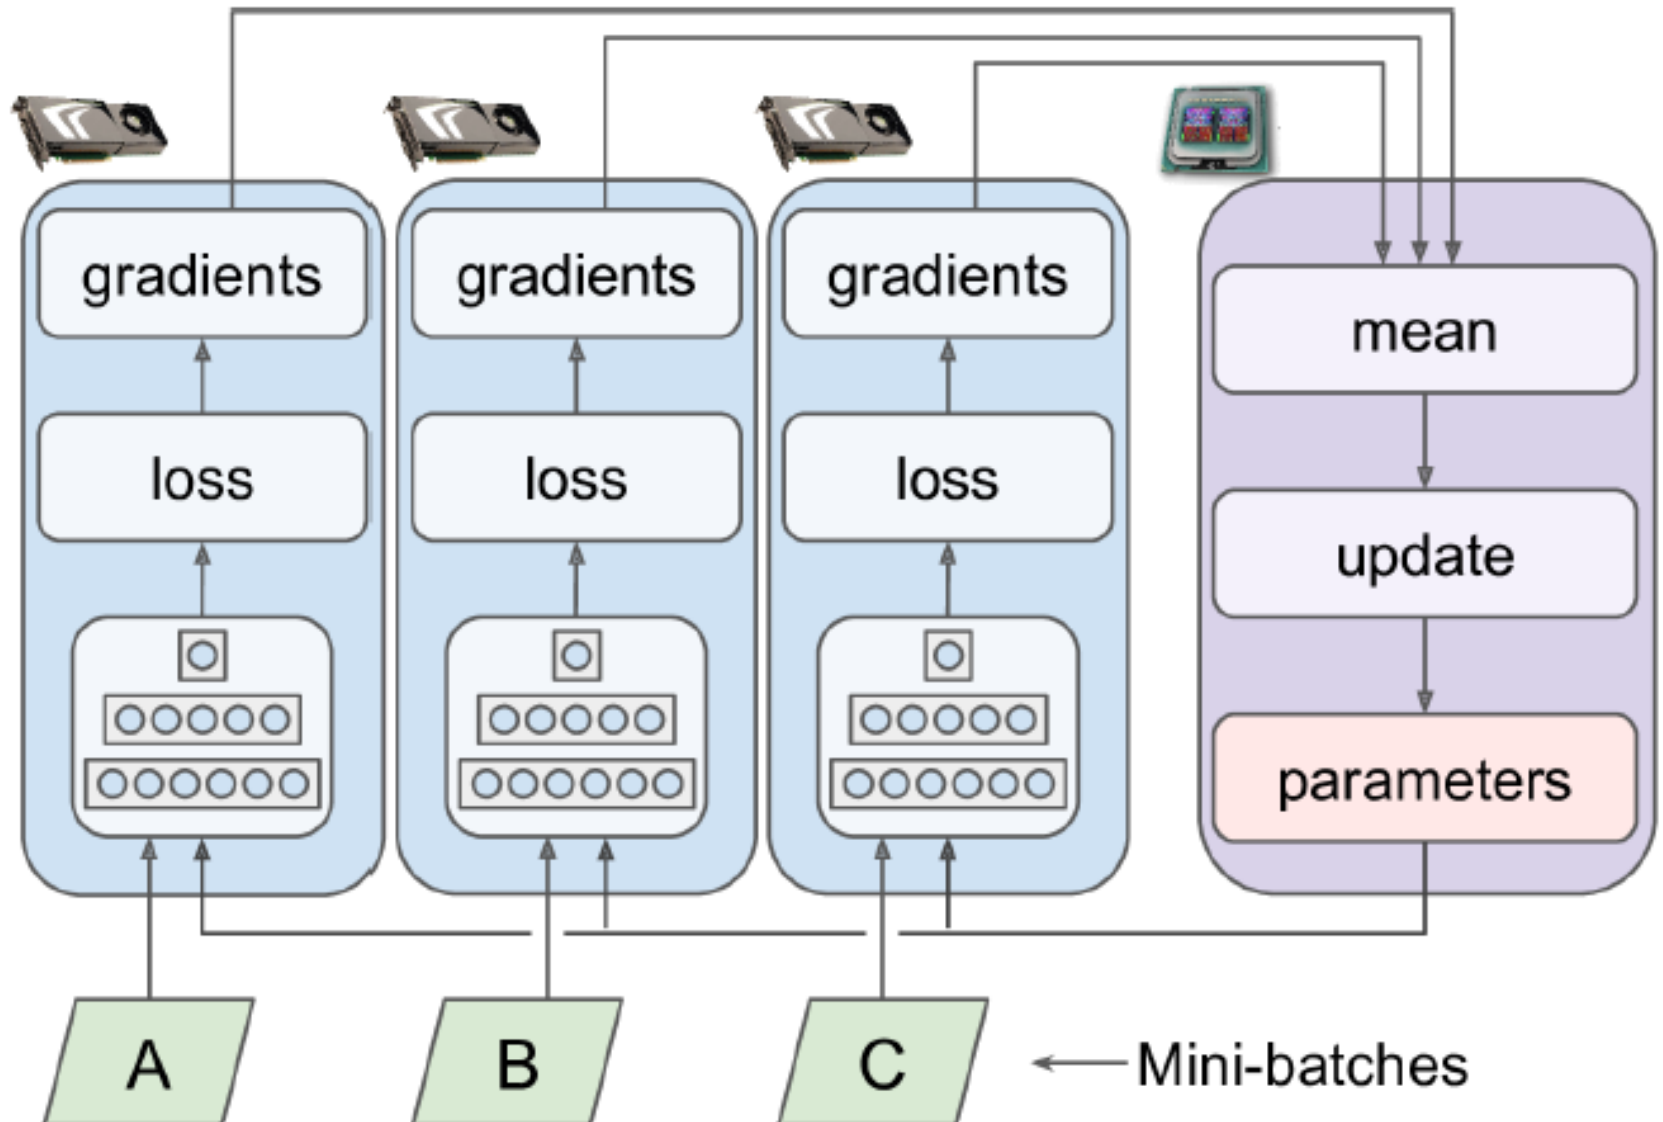 gradients
gradients
gradients
mean
loss
loss
loss
update
parameters
A
B
C
Mini-batches